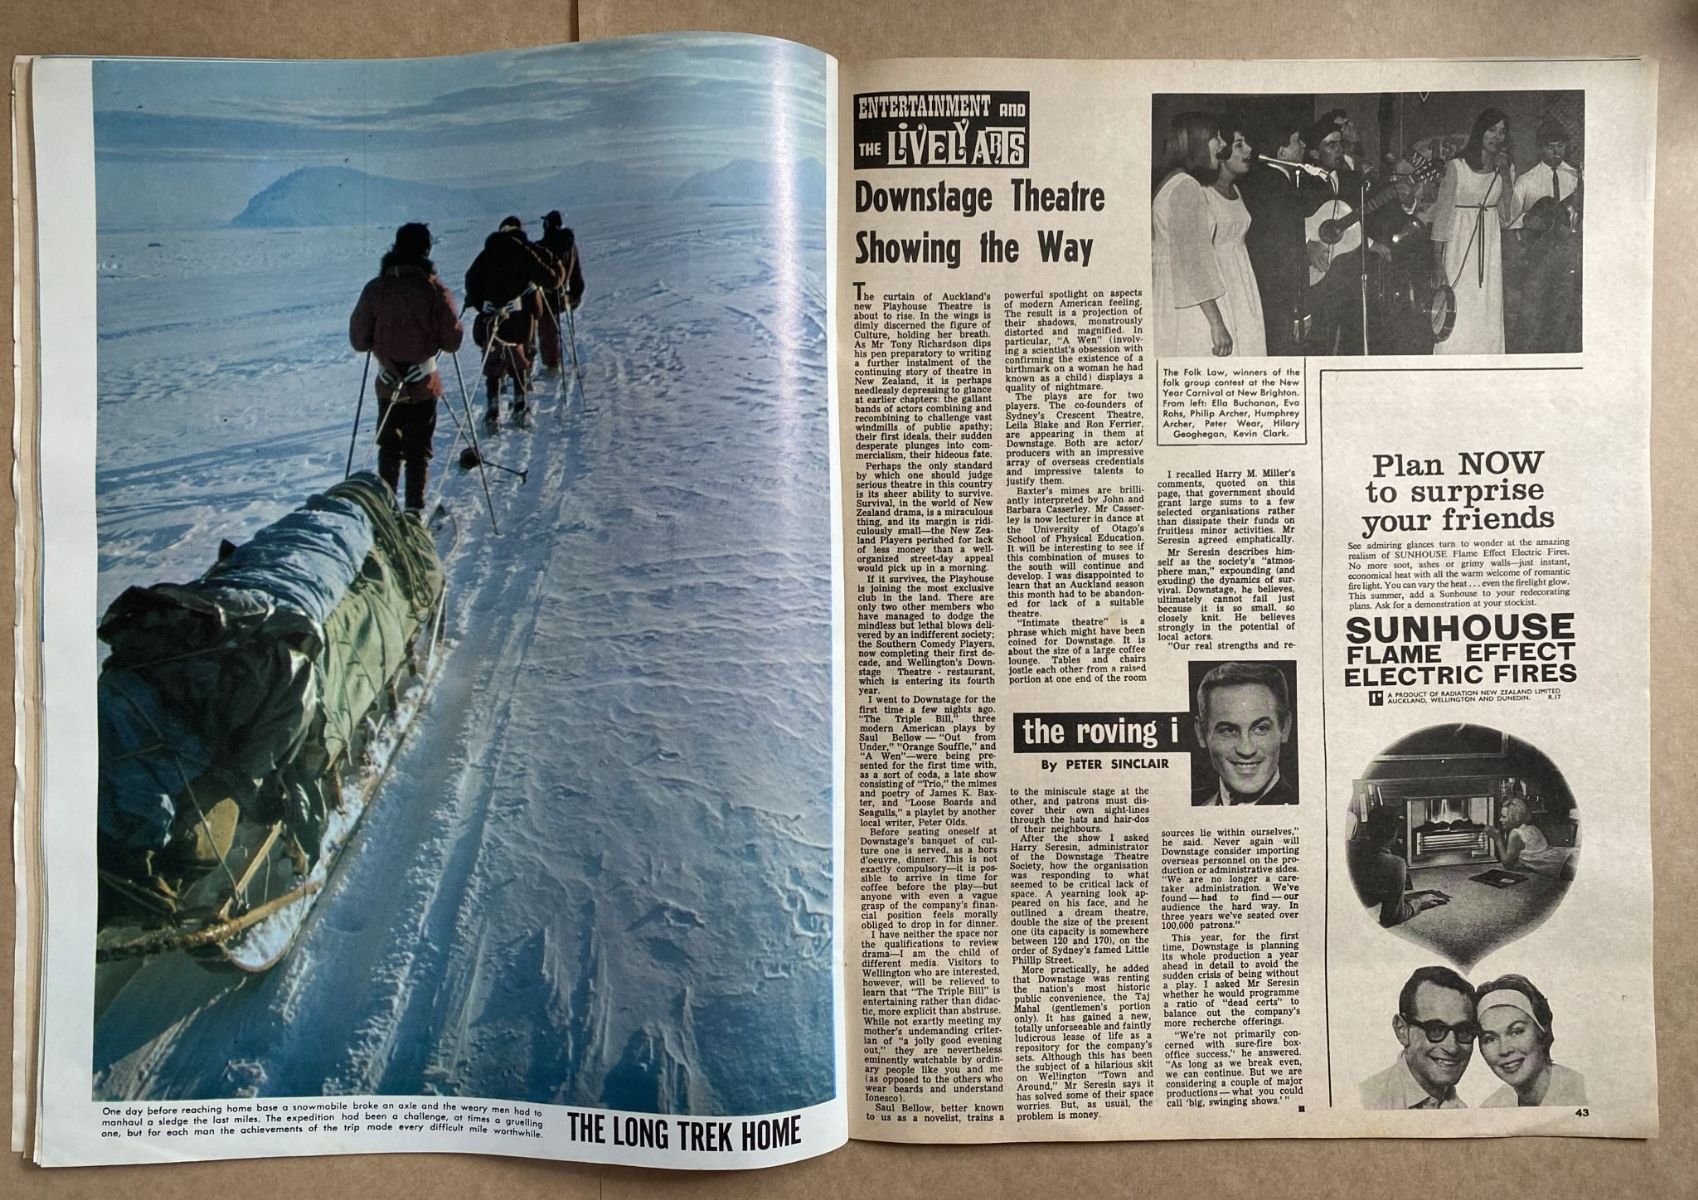 One day before reaching home base a snowmobile broke an axle and the weary men had to
manhaul a sledge the last miles. The expedition had been a challenge, at times a gruelling
one, but for each man the achievements of the trip made every difficult mile worthwhile.
THE LONG TREK HOME
ENTERTAINMENT AND
THE LIVELY ARTS
Downstage Theatre
Showing the Way
The curtain of Auckland's
new Playhouse Theatre is
about to rise. In the wings is
dimly discerned the figure of
Culture, holding her breath.
As Mr Tony Richardson dips
his pen preparatory to writing
a further instalment of the
continuing story of theatre in
New Zealand, it is perhaps
needlessly depressing to glance
at earlier chapters: the gallant
bands of actors combining and
recombining to challenge vast
windmills of public apathy;
their first ideals, their sudden
desperate plunges into com-
mercialism, their hideous fate.
Perhaps the only standard
by which one should judge
serious theatre in this country
is its sheer ability to survive.
Survival, in the world of New
Zealand drama, is a miraculous
thing, and its margin is ridi-
culously small—the New Zea-
land Players perished for lack
of less money than a well-
organized street-day appeal
would pick up in a morning.
If it survives, the Playhouse
is joining the most exclusive
club in the land. There are
only two other members who
have managed to dodge the
mindless but lethal blows deli-
vered by an indifferent society;
the Southern Comedy Players,
now completing their first de-
cade, and Wellington's Down-
stage Theatre - restaurant,
which is entering its fourth
year.
I went to Downstage for the
first time a few nights ago.
"The Triple Bill," three
modern American plays by
Saul Bellow — "Out from
Under," "Orange Souffle," and
"A Wen"—were being pre-
sented for the first time with,
as a sort of coda, a late show
consisting of "Trio," the mimes
and poetry of James K. Bax-
ter, and "Loose Boards and
Seagulls," a playlet by another
local writer, Peter Olds.
Before seating oneself at
Downstage's banquet of cul-
ture one is served, as a hors
d'oeuvre, dinner. This is not
exactly compulsory—it is pos-
sible to arrive in time for
coffee before the play—but
anyone with even a vague
grasp of the company's finan-
cial position feels morally
obliged to drop in for dinner.
I have neither the space nor
the qualifications to review
drama—I am the child of
different media. Visitors to
Wellington who are interested,
however, will be relieved to
learn that "The Triple Bill" is
entertaining rather than didac-
tic, more explicit than abstruse.
While not exactly meeting my
mother's undemanding criter-
ian of "a jolly good evening
out," they are nevertheless
eminently watchable by ordin-
ary people like you and me
(as opposed to the others who
wear beards and understand
Ionesco).
Saul Bellow, better known
to us as a novelist, trains a
powerful spotlight on aspects
of modern American feeling.
The result is a projection of
their shadows, monstrously
distorted and magnified. In
particular, "A Wen" (involv-
ing a scientist's obsession with
confirming the existence of a
birthmark on a woman he had
known as a child) displays a
quality of nightmare.
The plays are for two
players. The co-founders of
Sydney's Crescent Theatre,
Leila Blake and Ron Ferrier,
are appearing in them at
Downstage. Both are actor/
producers with an impressive
array of overseas credentials
and impressive talents to
justify them.
Baxter's mimes are brilli-
antly interpreted by John and
Barbara Casserley. Mr Casser-
ley is now lecturer in dance at
the University of Otago's
School of Physical Education.
It will be interesting to see if
this combination of muses to
the south will continue and
develop. I was disappointed to
learn that an Auckland season
this month had to be abandon-
ed for lack of a suitable
theatre.
"Intimate theatre" is a
phrase which might have been
coined for Downstage. It is
about the size of a large coffee
lounge. Tables and chairs
jostle each other from a raised
portion at one end of the room
the roving i
By PETER SINCLAIR
to the miniscule stage at the
other, and patrons must dis-
cover their own sight-lines
through the hats and hair-dos
of their neighbours.
After the show I asked
Harry Seresin, administrator
of the Downstage Theatre
Society, how the organisation
was responding to what
seemed to be critical lack of
space. A yearning look ap-
peared on his face, and he
outlined a dream theatre,
double the size of the present
one (its capacity is somewhere
between 120 and 170), on the
order of Sydney's famed Little
Phillip Street.
More practically, he added
that Downstage was renting
the nation's most historic
public convenience, the Taj
Mahal (gentlemen's portion
only). It has gained a new,
totally unforseeable and faintly
ludicrous lease of life as a
repository for the company's
sets. Although this has been
the subject of a hilarious skit
on Wellington "Town and
Around," Mr Seresin says it
has solved some of their space
worries. But, as usual, the
problem is money.
The Folk Law, winners of the
folk group contest at the New
Year Carnival at New Brighton.
From left: Ella Buchanan, Eva
Rohs, Philip Archer, Humphrey
Archer, Peter Wear, Hilary
Geoghegan, Kevin Clark.
I recalled Harry M. Miller's
comments, quoted on this
page, that government should
grant large sums to a few
selected organisations rather
than dissipate their funds on
fruitless minor activities. Mr
Seresin agreed emphatically.
Mr Seresin describes him-
self as the society's "atmos-
phere man," expounding (and
exuding) the dynamics of sur-
vival. Downstage, he believes,
ultimately cannot fail just
because it is so small, so
closely knit. He believes
strongly in the potential of
local actors.
"Our real strengths and re-
sources lie within ourselves,"
he said. Never again will
Downstage consider importing
overseas personnel on the pro-
duction or administrative sides.
"We are no longer a care-
taker administration. We've
found—had to find—our
audience the hard way. In
three years we've seated over
100,000 patrons."
This year, for the first
time, Downstage is planning
its whole production a year
ahead in detail to avoid the
sudden crisis of being without
a play. I asked Mr Seresin
whether he would programme
a ratio of "dead certs" to
balance out the company's
more recherche offerings.
"We're not primarily con-
cerned with sure-fire box-
office success," he answered.
"As long as we break even,
we can continue. But we are
considering a couple of major
productions—what you could
call 'big, swinging shows.'"
Plan NOW
to surprise
your friends
See admiring glances turn to wonder at the amazing
realism of SUNHOUSE Flame Effect Electric Fires.
No more soot, ashes or grimy walls—just instant,
economical heat with all the warm welcome of romantic
firelight. You can vary the heat . . . even the firelight glow.
This summer, add a Sunhouse to your redecorating
plans. Ask for a demonstration at your stockist.
SUNHOUSE
FLAME EFFECT
ELECTRIC FIRES
A PRODUCT OF RADIATION NEW ZEALAND LIMITED
AUCKLAND, WELLINGTON AND DUNEDIN. R.17
43